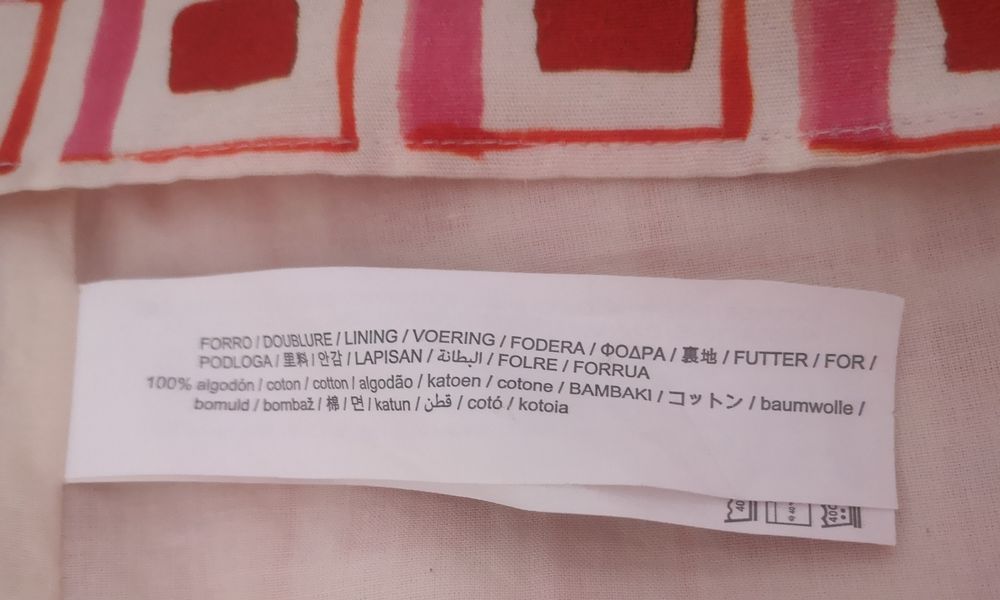 FORRO / DOUBLURE / LINING / VOERING / FODERA / ΦΟΔΡΑ / 裏地 / FUTTER / FOR /
PODLOGA / 里料 / 안감 / LAPISAN / البطانة / FOLRE / FORRUA
100% algodón / coton / cotton / algodão / katoen / cotone / BAMBAKI / コットン / baumwolle /
bomuld / bombaž / 棉 / 면 / katun / قطن / cotó / kotoia